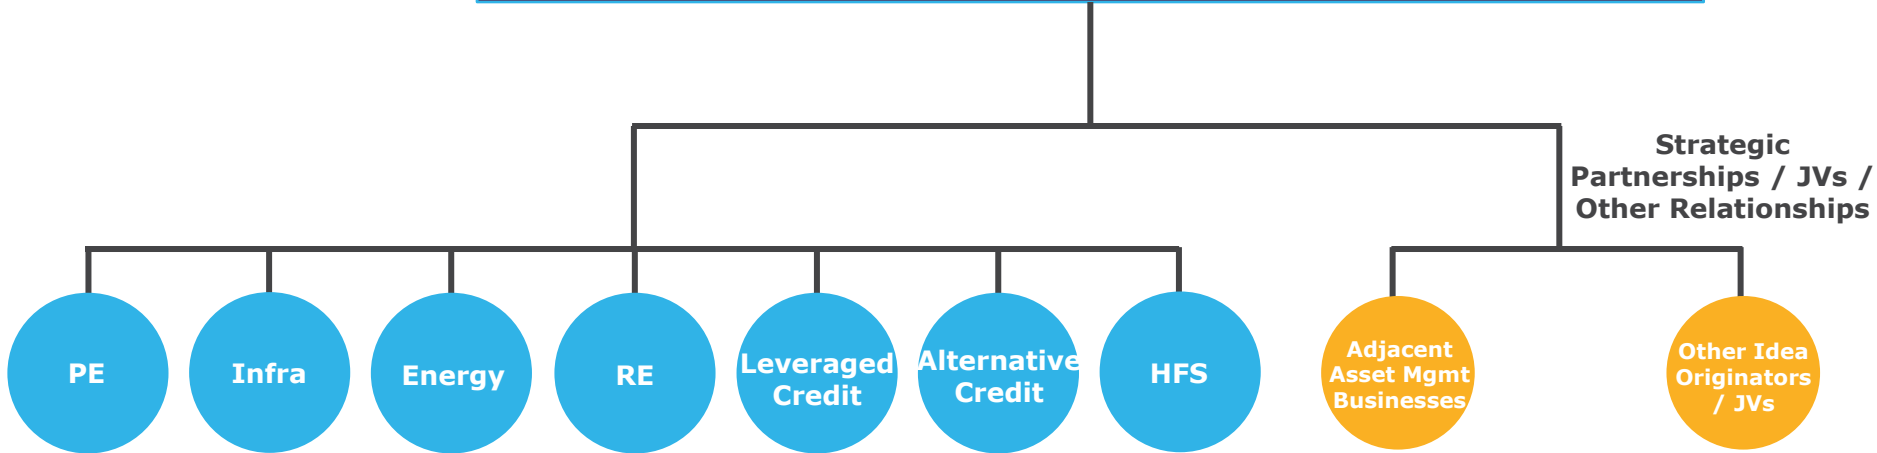 Strategic
Partnerships / JVs /
Other Relationships
PE
Infra
Energy
RE
Leveraged
Credit
Alternative
Credit
HFS
Adjacent
Asset Mgmt
Businesses
Other Idea
Originators
/ JVs